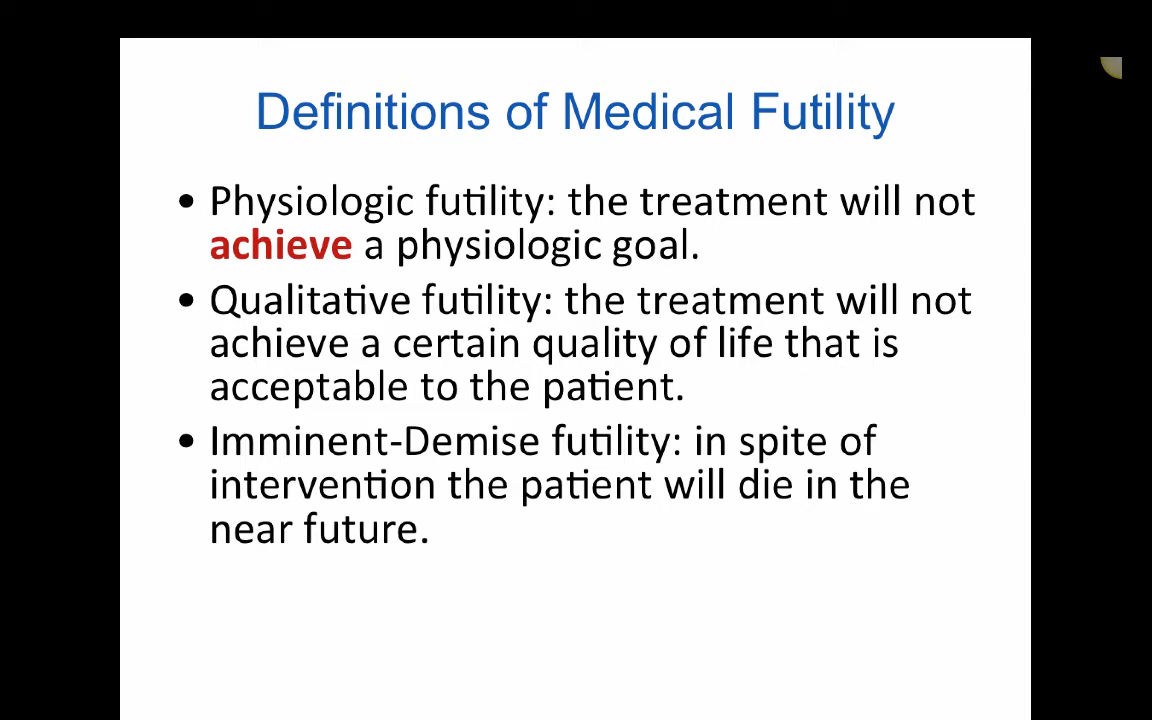 Definitions of Medical Futility
• Physiologic futility: the treatment will not
achieve a physiologic goal.
• Qualitative futility: the treatment will not
achieve a certain quality of life that is
acceptable to the patient.
• Imminent-Demise futility: in spite of
intervention the patient will die in the
near future.